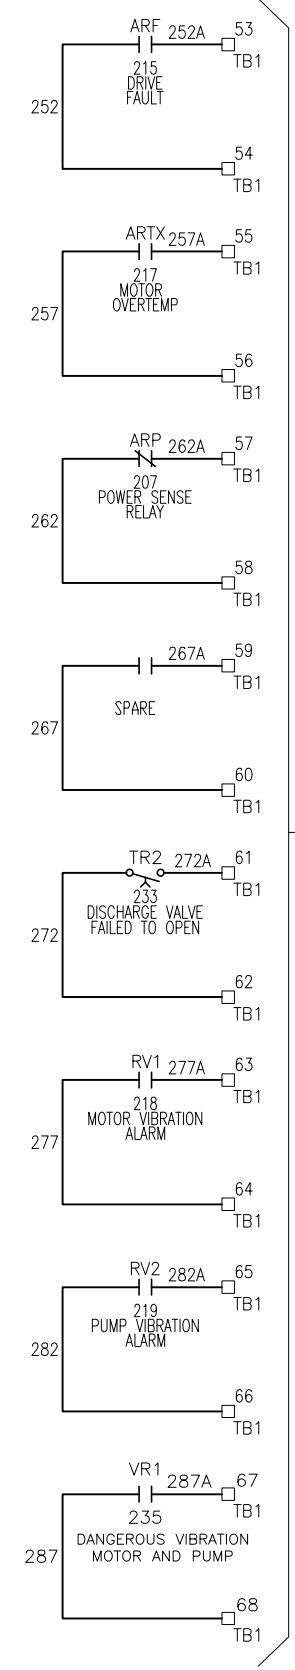 ARF 252A 53
TB1
215
DRIVE
FAULT
252
54
TB1
ARTX 257A 55
TB1
217
MOTOR
OVERTEMP
257
56
TB1
ARP 262A 57
TB1
207
POWER SENSE
RELAY
262
58
TB1
267A 59
TB1
SPARE
267
60
TB1
TR2 272A 61
TB1
233
DISCHARGE VALVE
FAILED TO OPEN
272
62
TB1
RV1 277A 63
TB1
218
MOTOR VIBRATION
ALARM
277
64
TB1
RV2 282A 65
TB1
219
PUMP VIBRATION
ALARM
282
66
TB1
VR1 287A 67
TB1
235
DANGEROUS VIBRATION
MOTOR AND PUMP
287
68
TB1